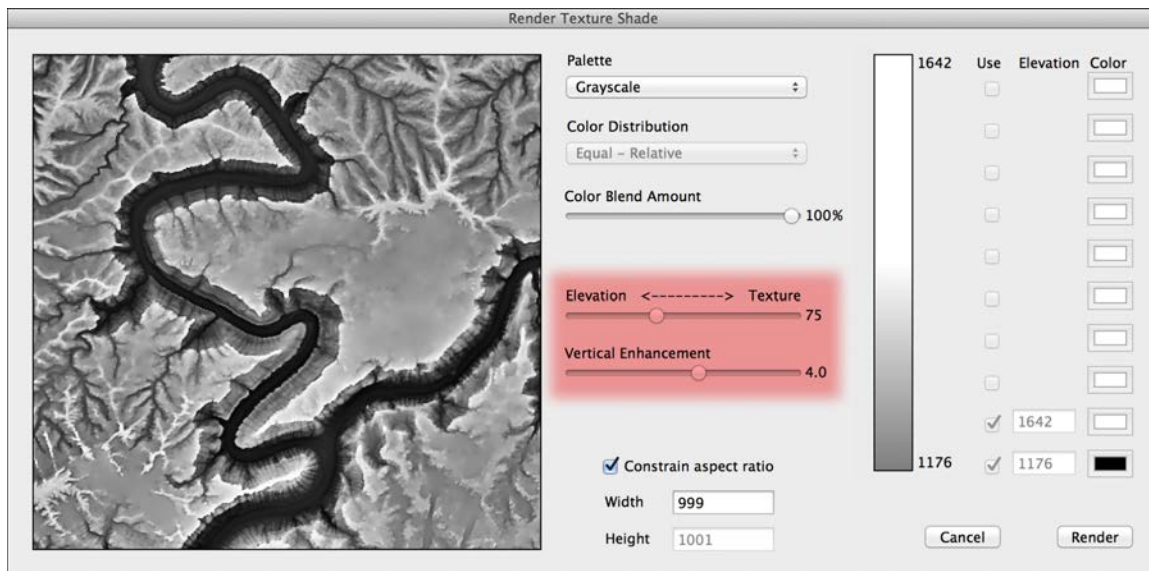 Render Texture Shade
Palette
Grayscale
Color Distribution
Equal – Relative
Color Blend Amount
100%
Elevation <---------> Texture
75
Vertical Enhancement
4.0
Constrain aspect ratio
Width 999
Height 1001
1642 Use Elevation Color
1642
1176 1176
Cancel Render